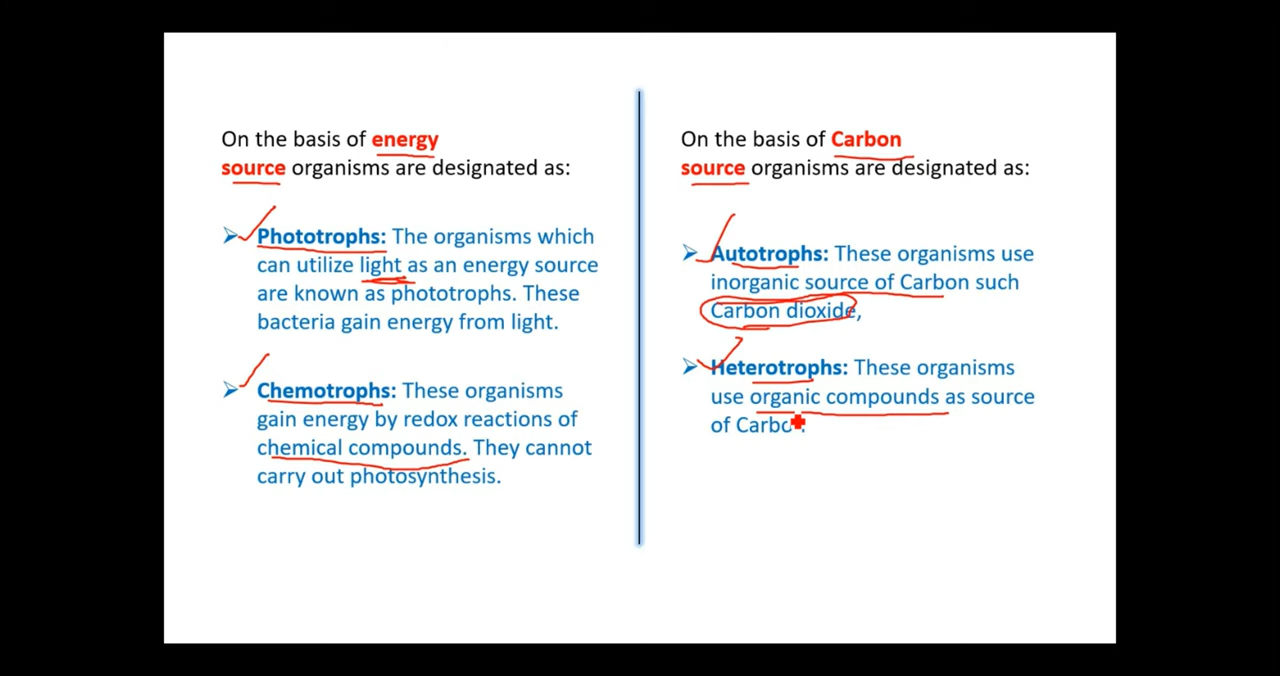 On the basis of energy
source organisms are designated as:
Phototrophs: The organisms which
can utilize light as an energy source
are known as phototrophs. These
bacteria gain energy from light.
Chemotrophs: These organisms
gain energy by redox reactions of
chemical compounds. They cannot
carry out photosynthesis.
On the basis of Carbon
source organisms are designated as:
Autotrophs: These organisms use
inorganic source of Carbon such
Carbon dioxide,
Heterotrophs: These organisms
use organic compounds as source
of